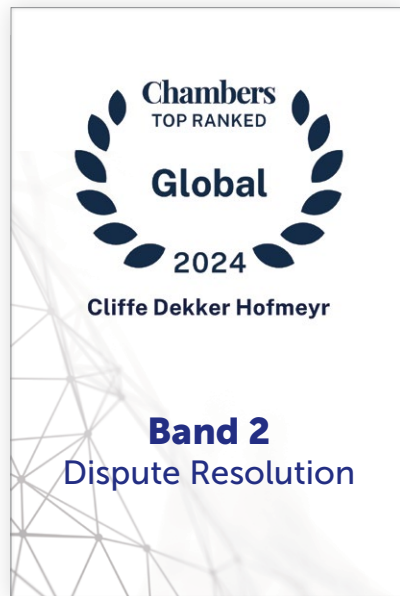 Chambers
TOP RANKED
Global
2024
Cliffe Dekker Hofmeyr
Band 2
Dispute Resolution